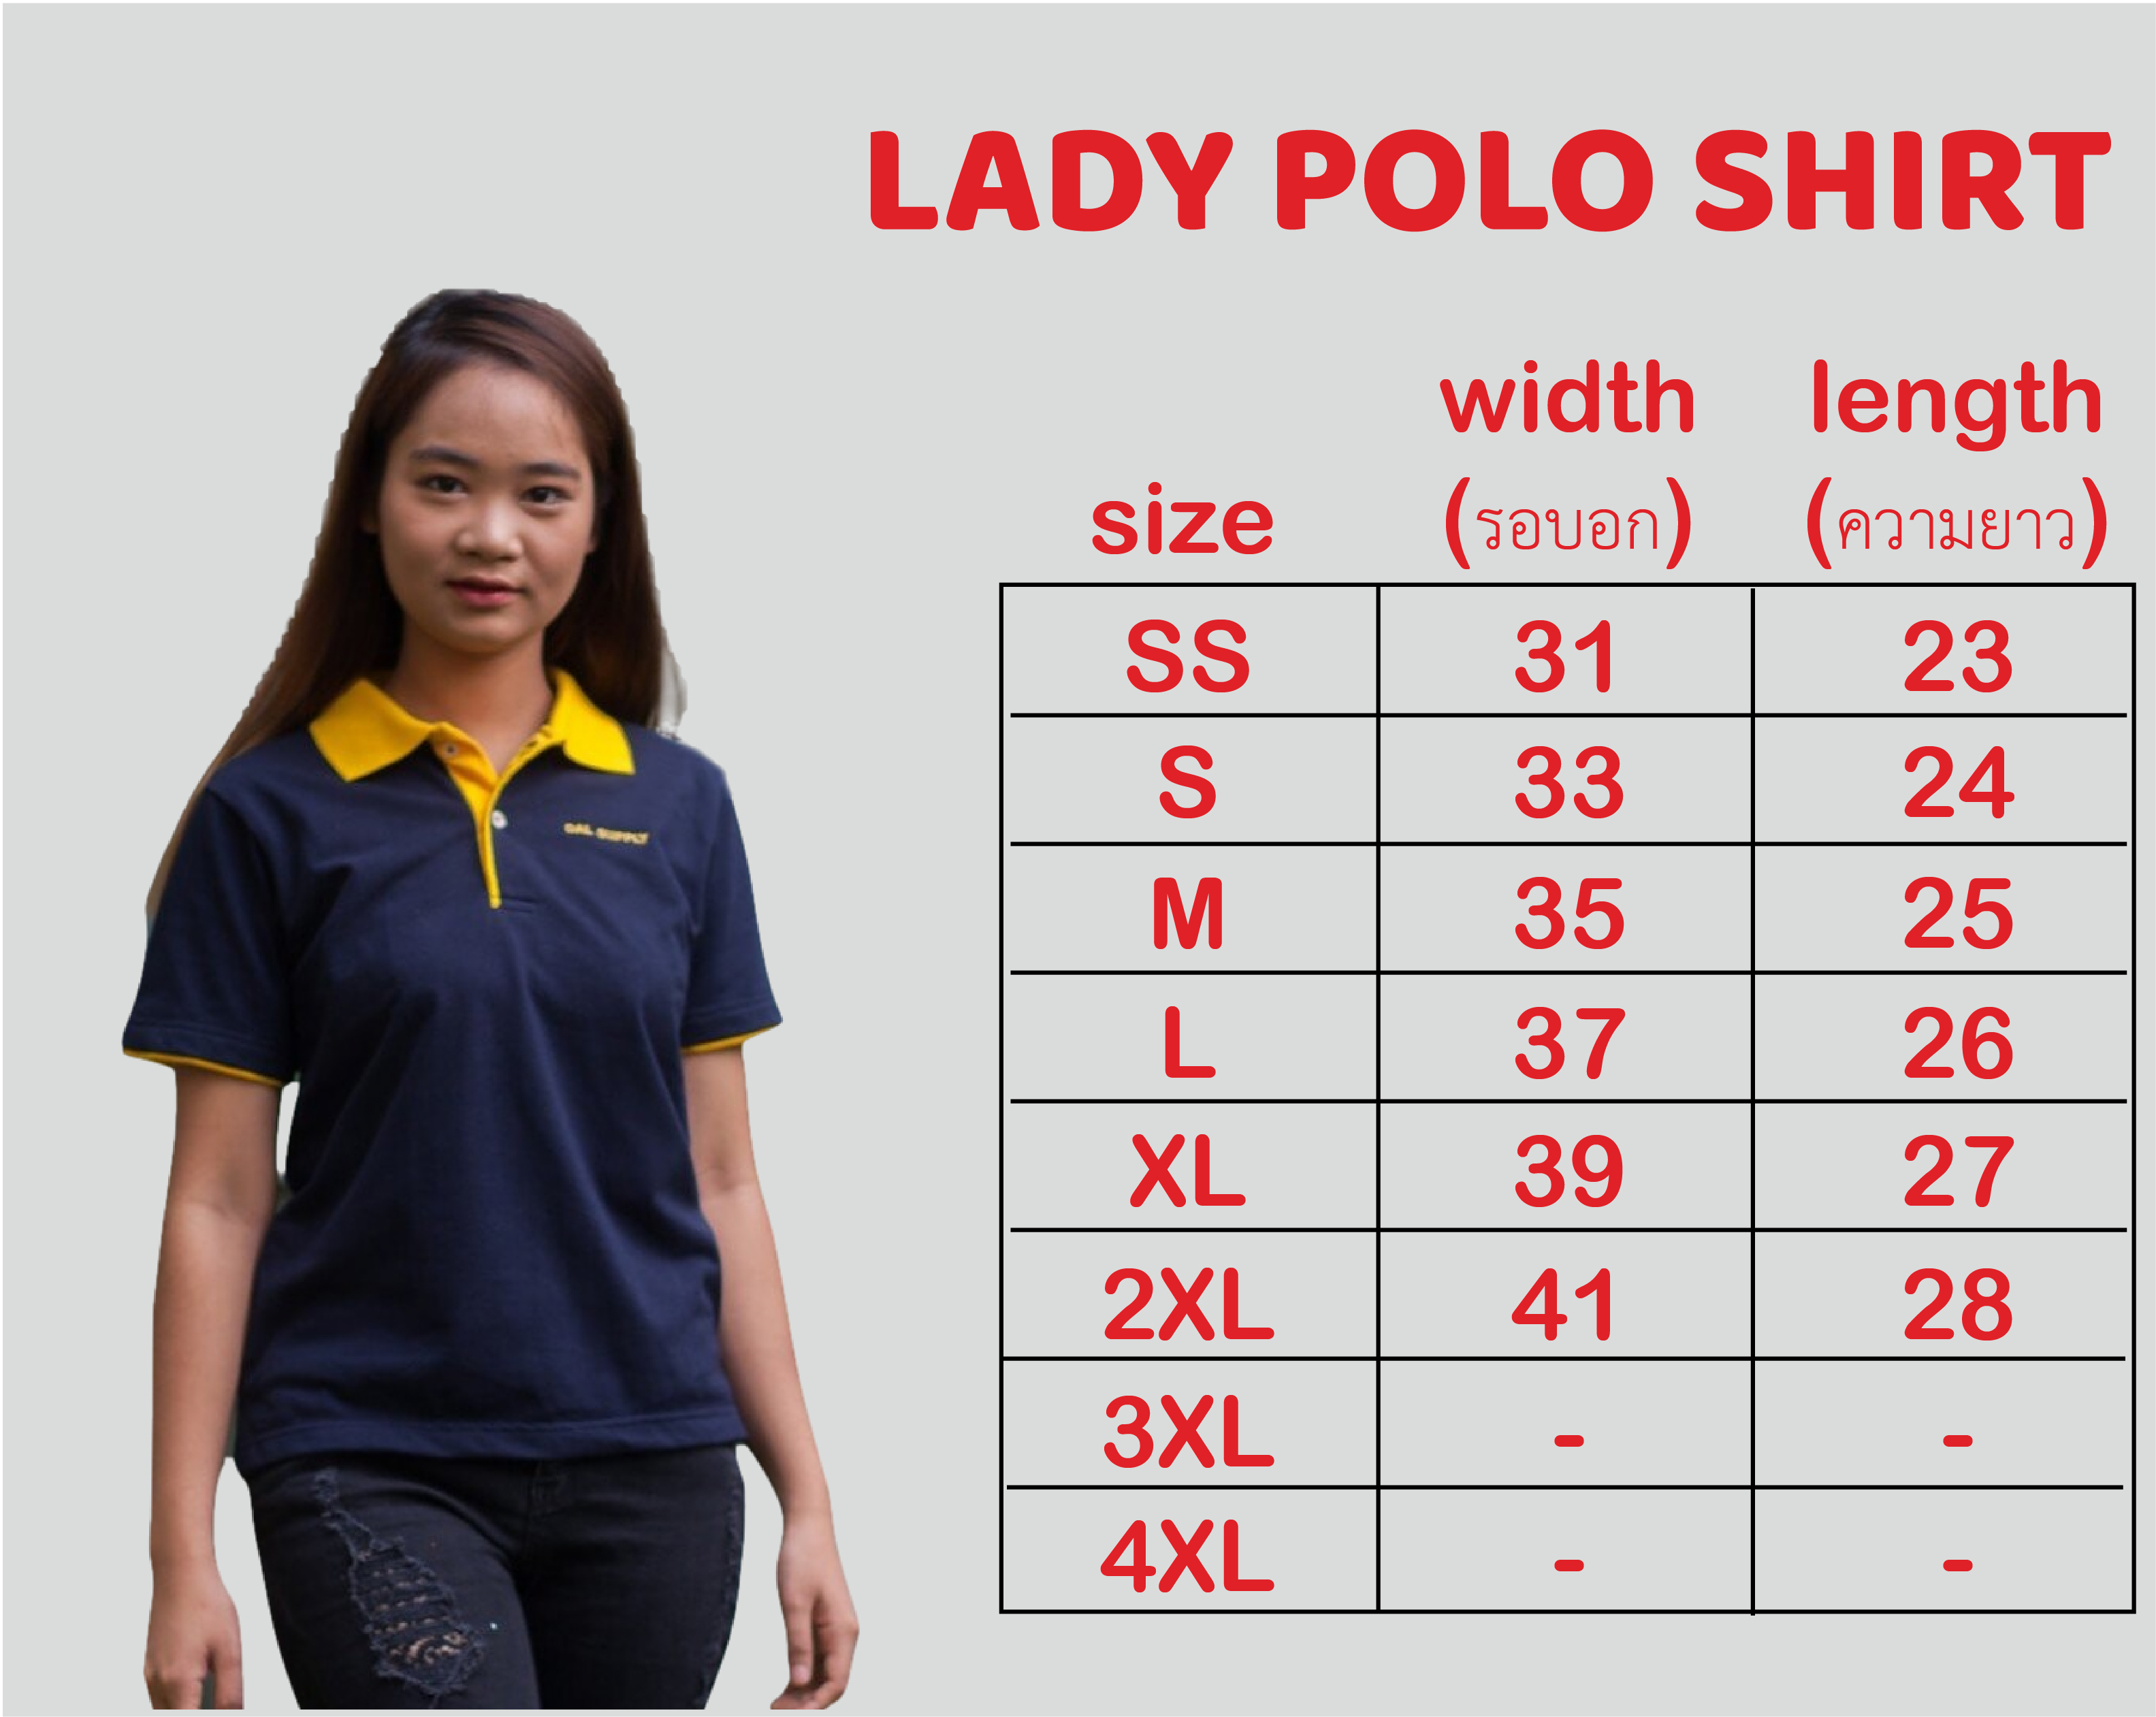 LADY POLO SHIRT
width length
size (รอบอก) (ความยาว)
SS 31 23
S 33 24
M 35 25
L 37 26
XL 39 27
2XL 41 28
3XL - -
4XL - -
SUPPLY